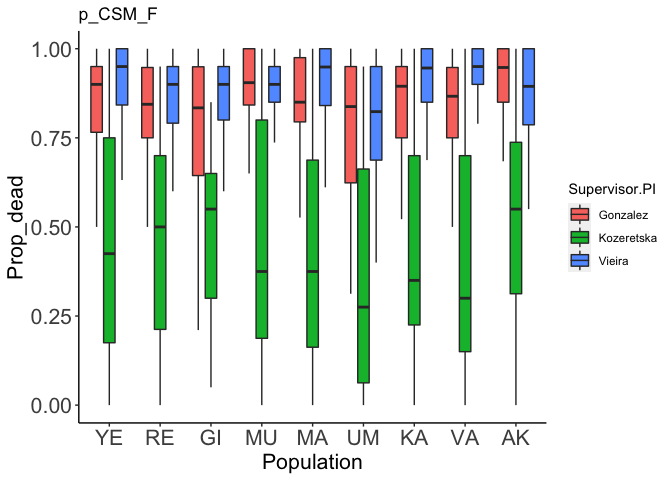 p_CSM_F
1.00
0.75
0.50
0.25
0.00
Prop_dead
YE RE GI MU MA UM KA VA AK
Population
Supervisor.PI
Gonzalez
Kozeretska
Vieira